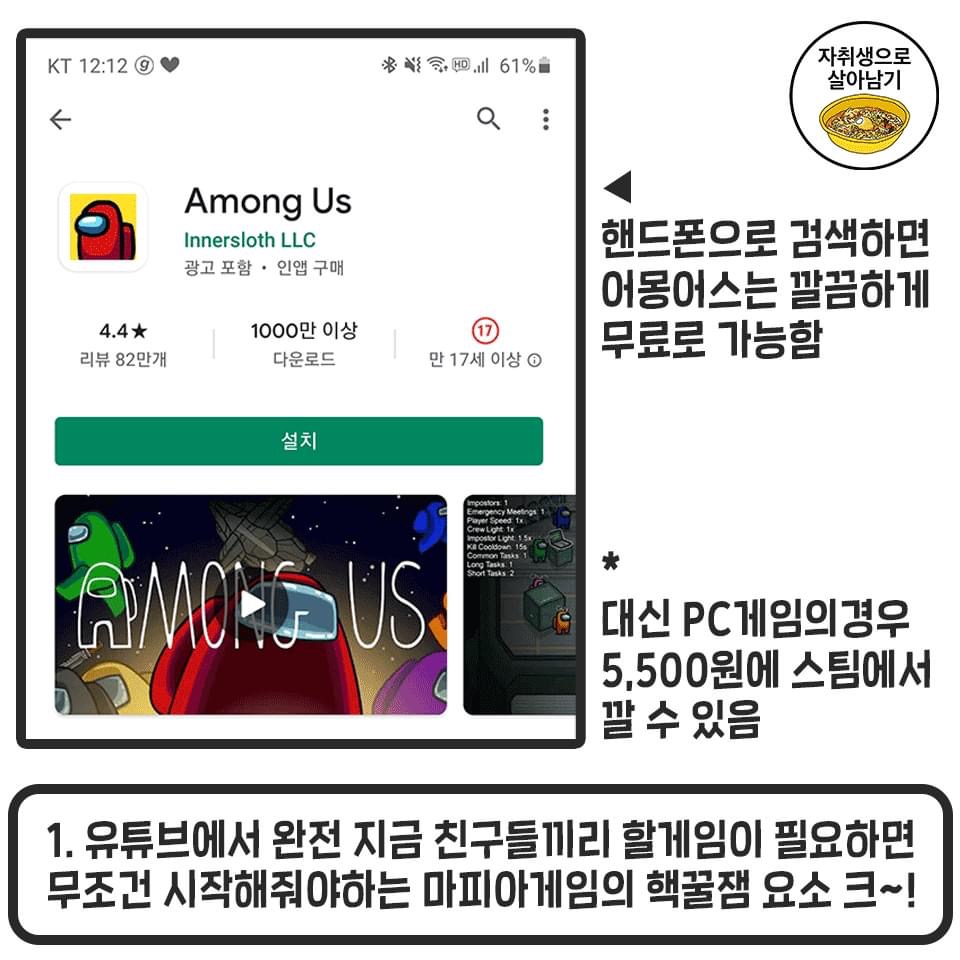 KT 12:12
HD 61%
자취생으로
살아남기
Among Us
Innersloth LLC
광고 포함 • 인앱 구매
4.4★
리뷰 82만개
1000만 이상
다운로드
17
만 17세 이상
설치
AMONG US
Impostors: 1
Emergency Meetings: 1
Player Speed: 1x
Crew Light: 1x
Impostor Light: 1.5x
Kill Cooldown: 15s
Common Tasks: 1
Long Tasks: 1
Short Tasks: 2
◀
핸드폰으로 검색하면
어몽어스는 깔끔하게
무료로 가능함
*
대신 PC게임의경우
5,500원에 스팀에서
깔 수 있음
1. 유튜브에서 완전 지금 친구들끼리 할게임이 필요하면
무조건 시작해줘야하는 마피아게임의 핵꿀잼 요소 크~!